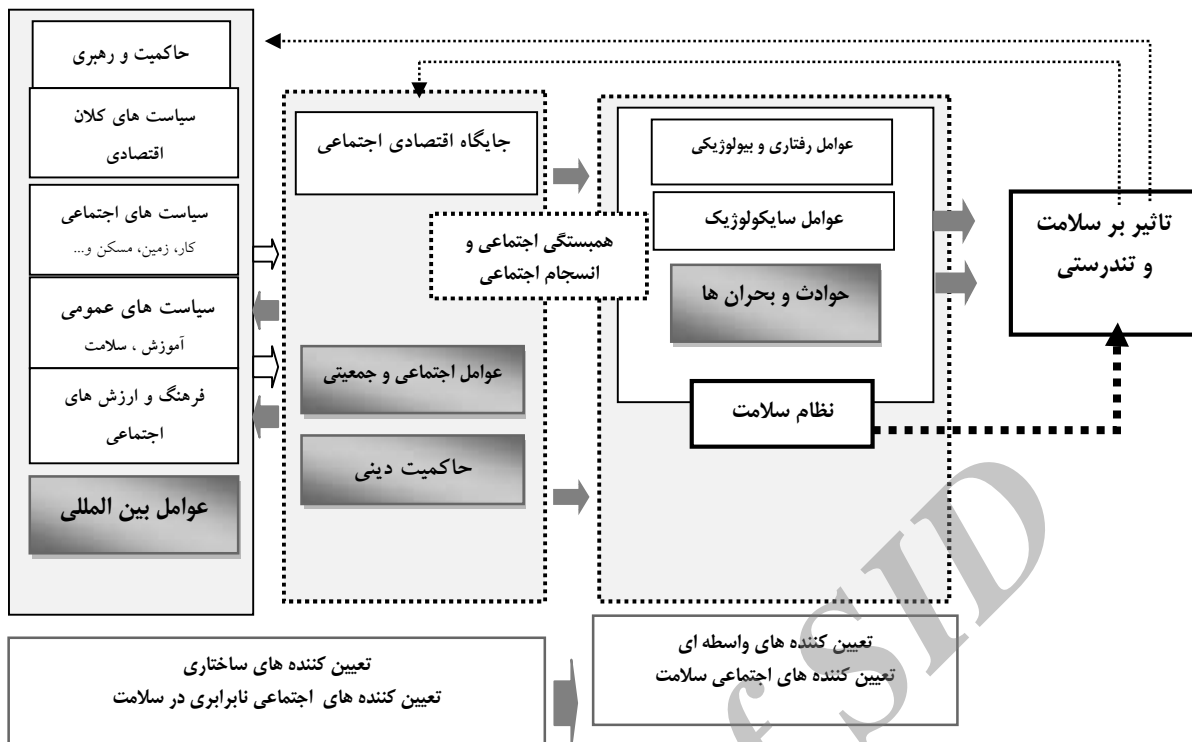 حاکمیت و رهبری
سیاست های کلان
اقتصادی
سیاست های اجتماعی
کار، زمین، مسکن و...
سیاست های عمومی
آموزش ، سلامت
فرهنگ و ارزش های
اجتماعی
عوامل بین المللی
جایگاه اقتصادی اجتماعی
همبستگی اجتماعی و
انسجام اجتماعی
عوامل اجتماعی و جمعیتی
حاکمیت دینی
عوامل رفتاری و بیولوژیکی
عوامل سایکولوژیک
حوادث و بحران ها
نظام سلامت
تاثیر بر سلامت
و تندرستی
تعیین کننده های ساختاری
تعیین کننده های اجتماعی نابرابری در سلامت
تعیین کننده های واسطه ای
تعیین کننده های اجتماعی سلامت
f SID